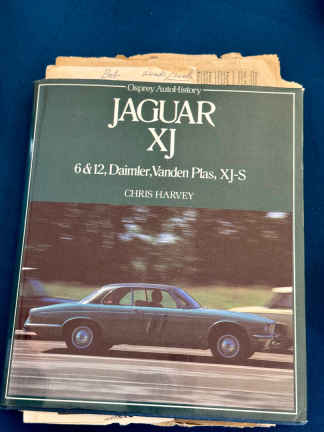 Osprey AutoHistory
JAGUAR
XJ
6 & 12, Daimler, Vanden Plas, XJ-S
CHRIS HARVEY